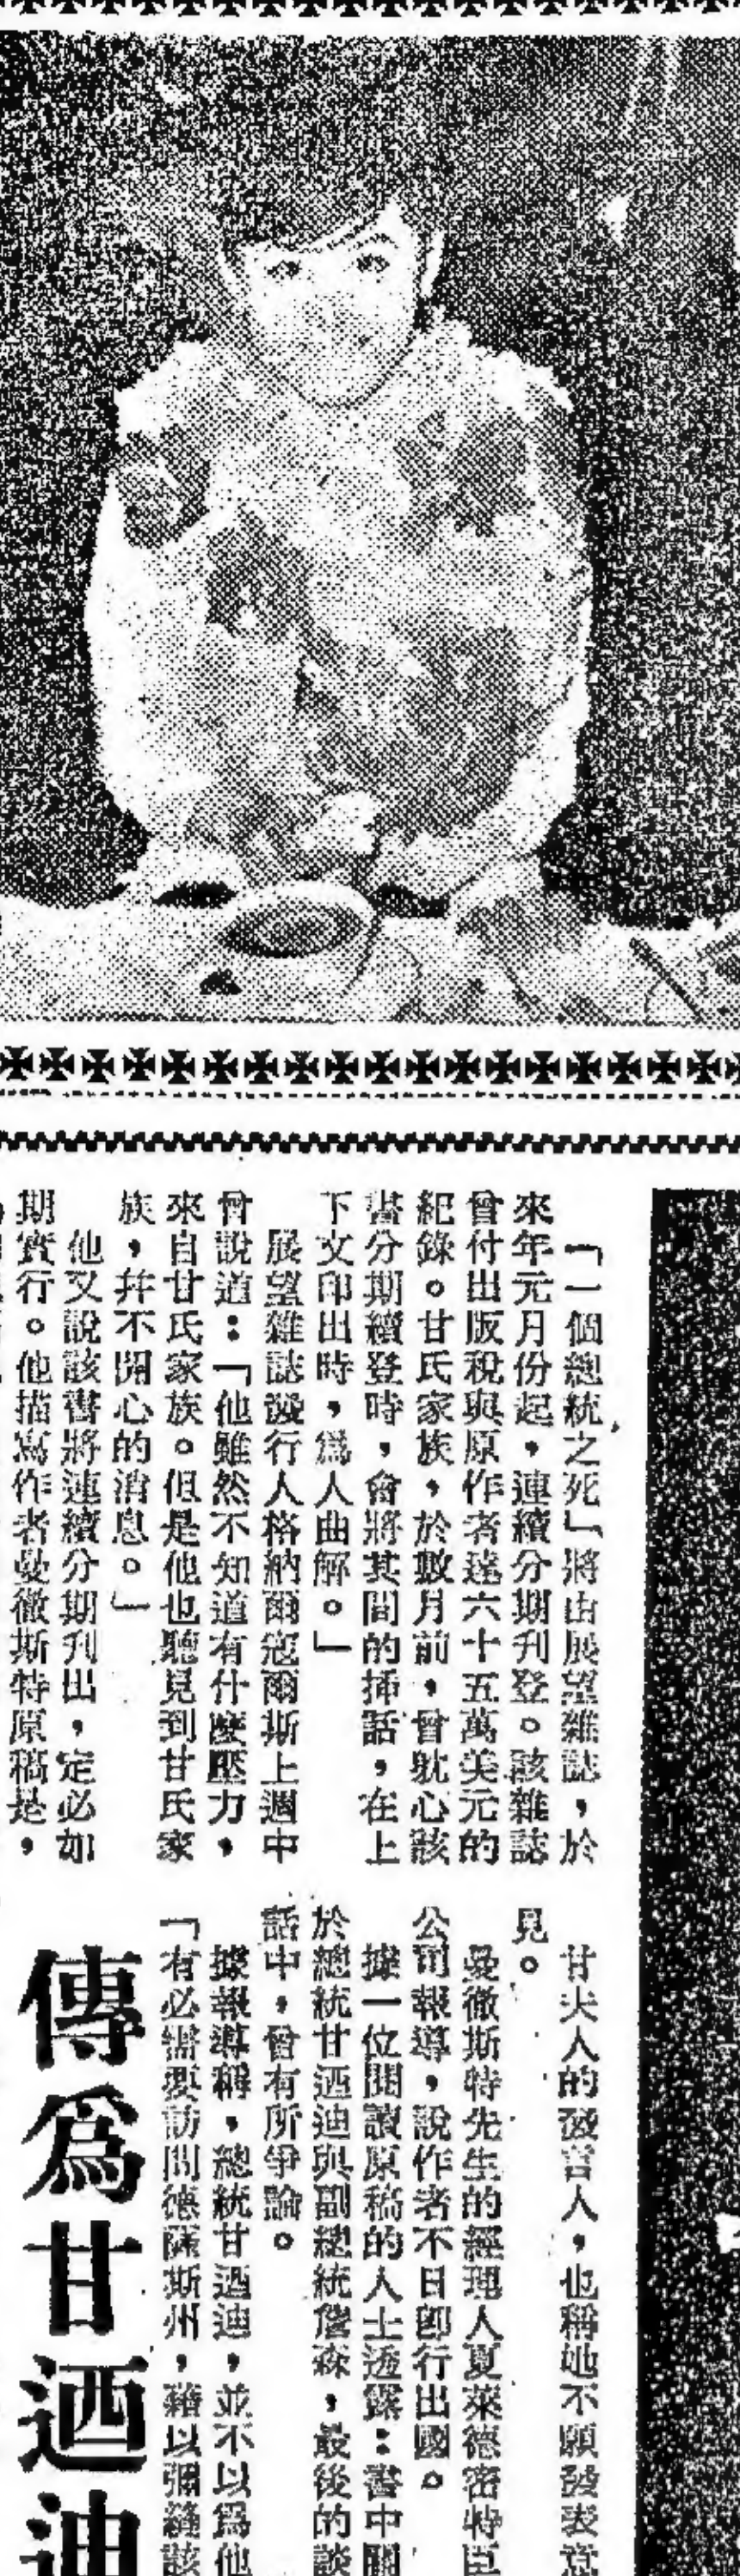 「一個總統之死」將由展望雜誌，於
來年元月份起，連續分期刊登。該雜誌
曾付出版稅與原作者達六十五萬美元的
紀錄。甘氏家族，於數月前，曾躭心該
書分期續登時，會將其間的揷話，在上
下文印出時，爲人曲解。」
展望雜誌發行人格納爾寇爾斯上週中
曾說道：「他雖然不知道有什麼壓力，
來自甘氏家族。但是他也聽見到甘氏家
族，幷不開心的消息。」
他又說該書將連續分期刋出，定必如
期實行。他描寫作者曼徹斯特原稿是，
甘夫人的發言人，也稱她不願發表意
見。
曼徹斯特先生的經理人夏萊德密特臣
公司報導，說作者不日卽行出國。
據一位閱讀原稿的人士透露：書中關
於總統甘迺迪與副總統詹森，最後的談
話中，曾有所爭論。
據報導稱，總統甘迺迪，並不以爲他
「有必需要訪問德薩斯州，藉以彌縫該
傳爲甘迺迪